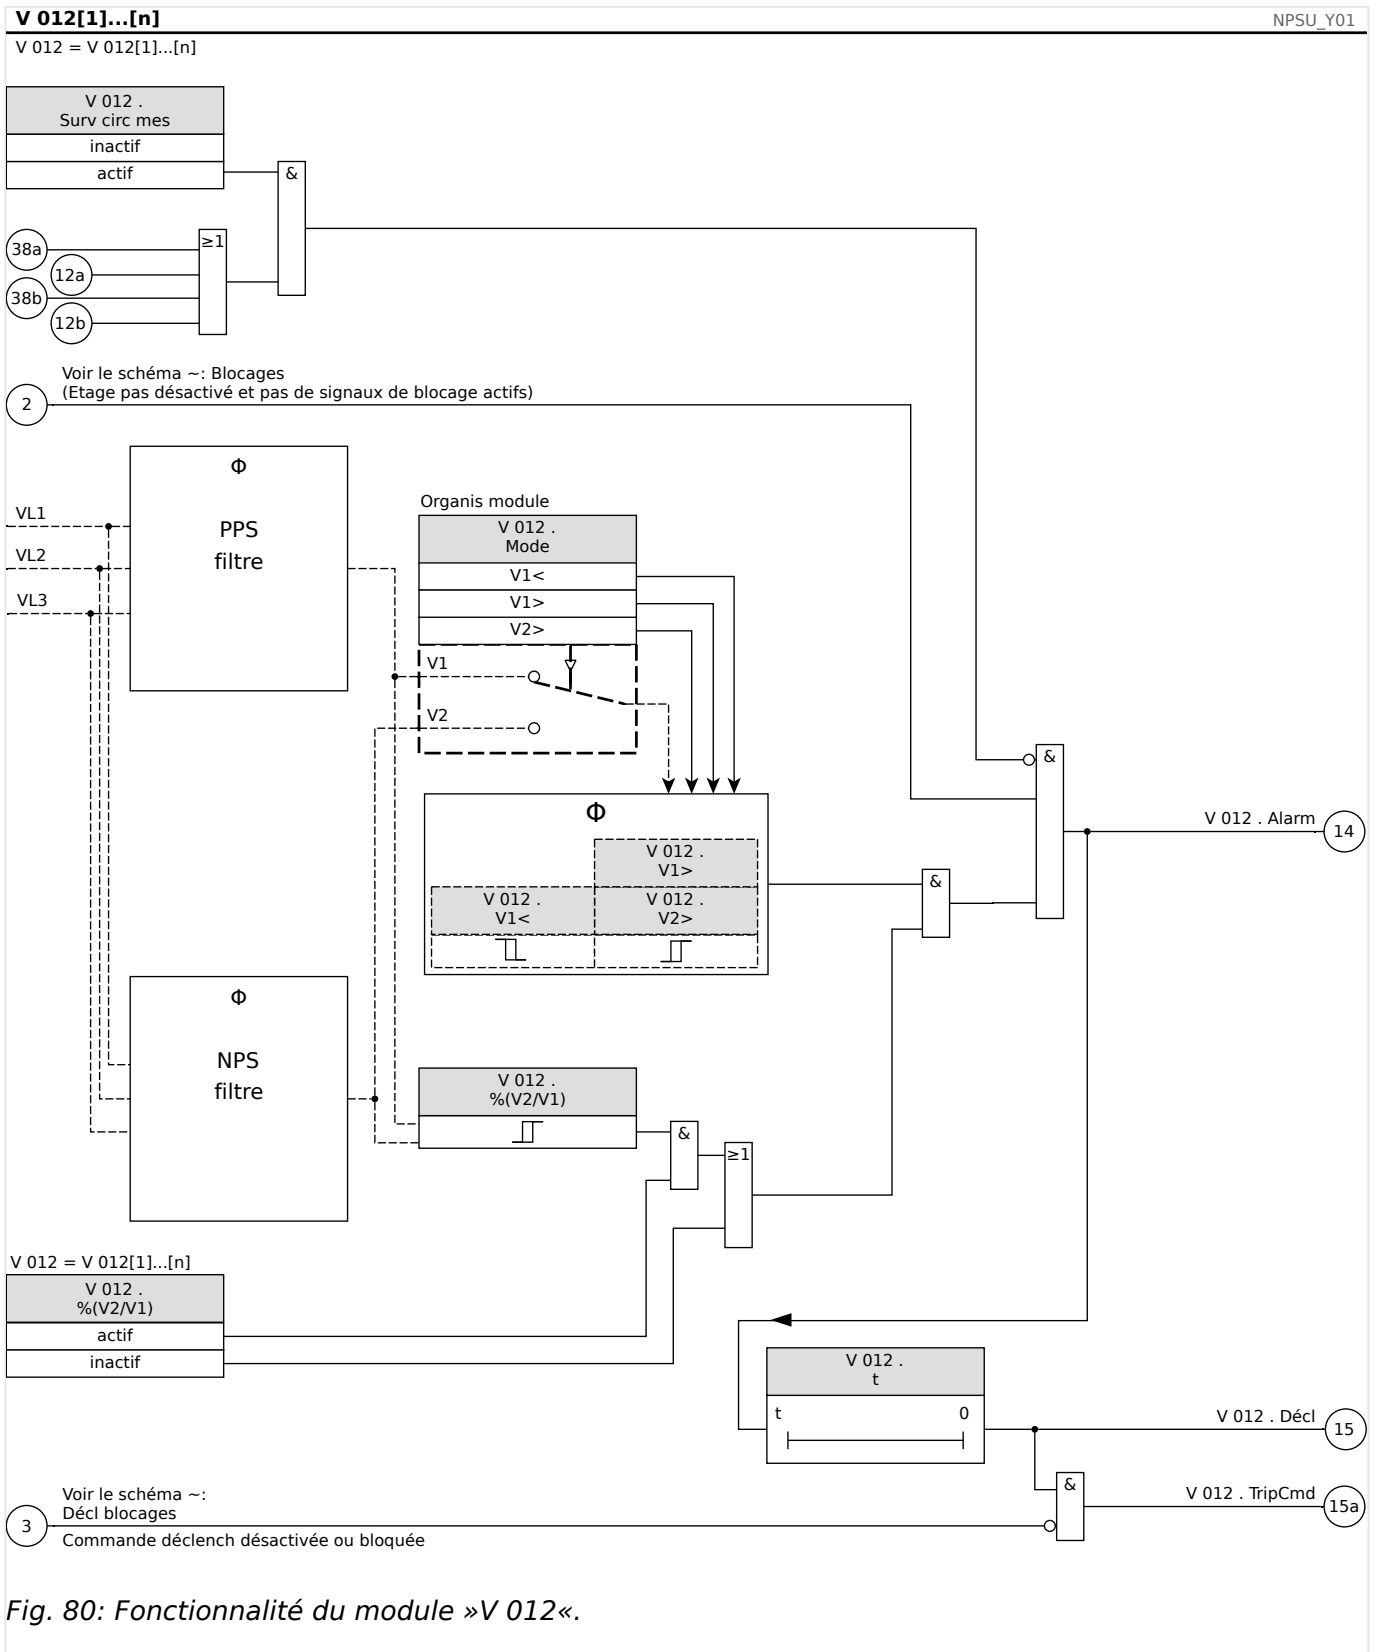 V 012[1]...[n]
NPSU_Y01
V 012 = V 012[1]...[n]
V 012 .
Surv circ mes
inactif
actif
&
38a
≥1
12a
38b
12b
Voir le schéma ~: Blocages
(Etage pas désactivé et pas de signaux de blocage actifs)
2
Φ
PPS
filtre
VL1
VL2
VL3
Organis module
V 012 .
Mode
V1<
V1>
V2>
V1
V2
&
Φ
V 012 .
V1>
V 012 .
V1<
V 012 .
V2>
&
V 012 . Alarm
14
Φ
NPS
filtre
V 012 .
%(V2/V1)
&
≥1
V 012 = V 012[1]...[n]
V 012 .
%(V2/V1)
actif
inactif
V 012 .
t
t
0
V 012 . Décl
15
&
V 012 . TripCmd
15a
Voir le schéma ~:
Décl blocages
3
Commande déclench désactivée ou bloquée
Fig. 80: Fonctionnalité du module »V 012«.